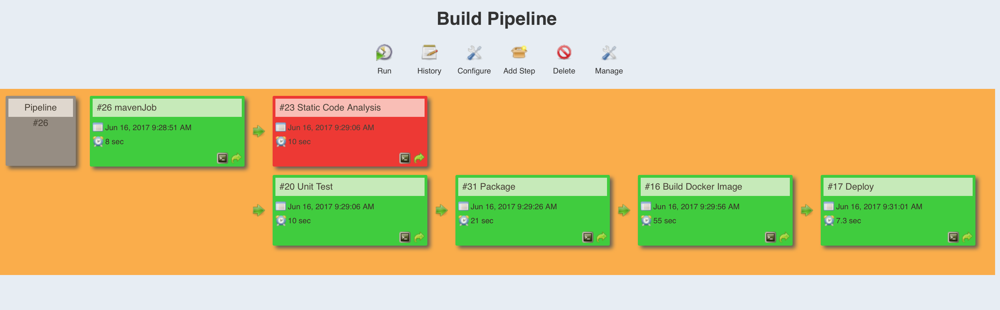 Build Pipeline
Run
History
Configure
Add Step
Delete
Manage
Pipeline
#26
#26 mavenJob
Jun 16, 2017 9:28:51 AM
8 sec
#23 Static Code Analysis
Jun 16, 2017 9:29:06 AM
10 sec
#20 Unit Test
Jun 16, 2017 9:29:06 AM
10 sec
#31 Package
Jun 16, 2017 9:29:26 AM
21 sec
#16 Build Docker Image
Jun 16, 2017 9:29:56 AM
55 sec
#17 Deploy
Jun 16, 2017 9:31:01 AM
7.3 sec